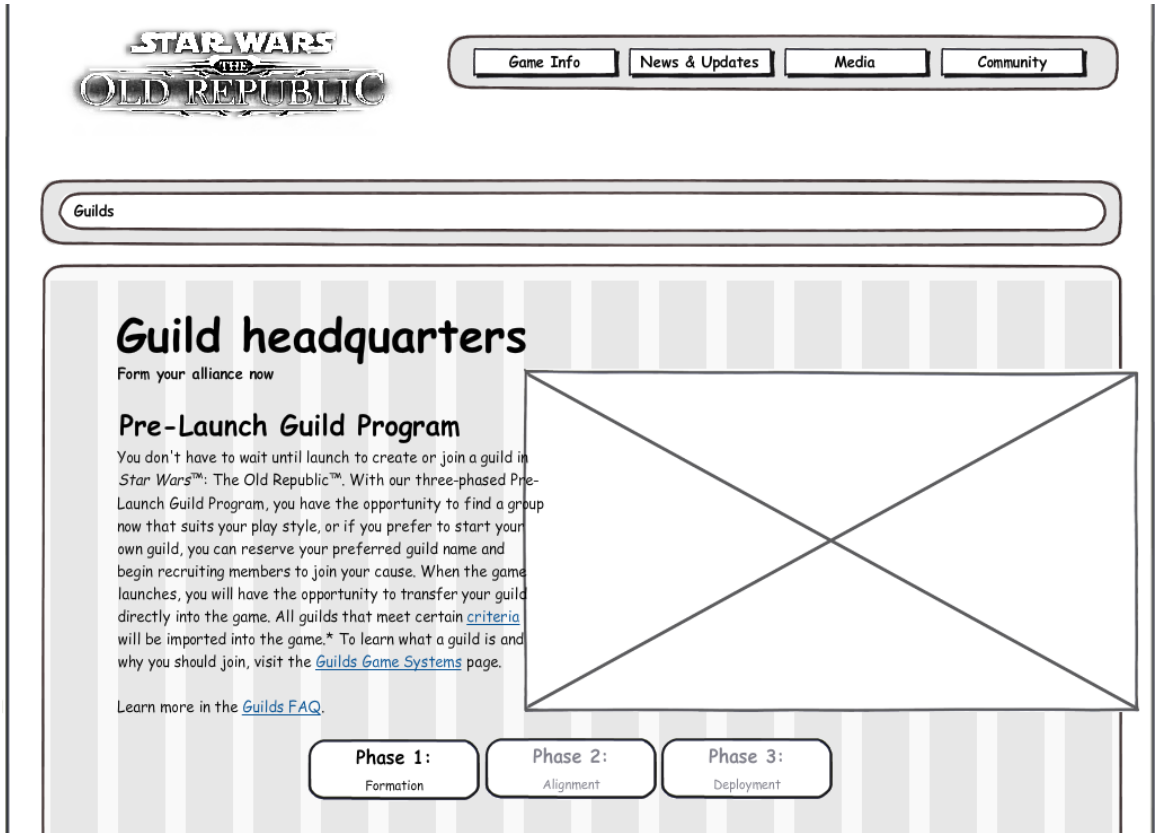 STAR WARS
THE
OLD REPUBLIC
Game Info
News & Updates
Media
Community
Guilds
Guild headquarters
Form your alliance now
Pre-Launch Guild Program
You don't have to wait until launch to create or join a guild in
Star Wars™: The Old Republic™. With our three-phased Pre-
Launch Guild Program, you have the opportunity to find a group
now that suits your play style, or if you prefer to start your
own guild, you can reserve your preferred guild name and
begin recruiting members to join your cause. When the game
launches, you will have the opportunity to transfer your guild
directly into the game. All guilds that meet certain criteria
will be imported into the game.* To learn what a guild is and
why you should join, visit the Guilds Game Systems page.
Learn more in the Guilds FAQ.
Phase 1:
Formation
Phase 2:
Alignment
Phase 3:
Deployment